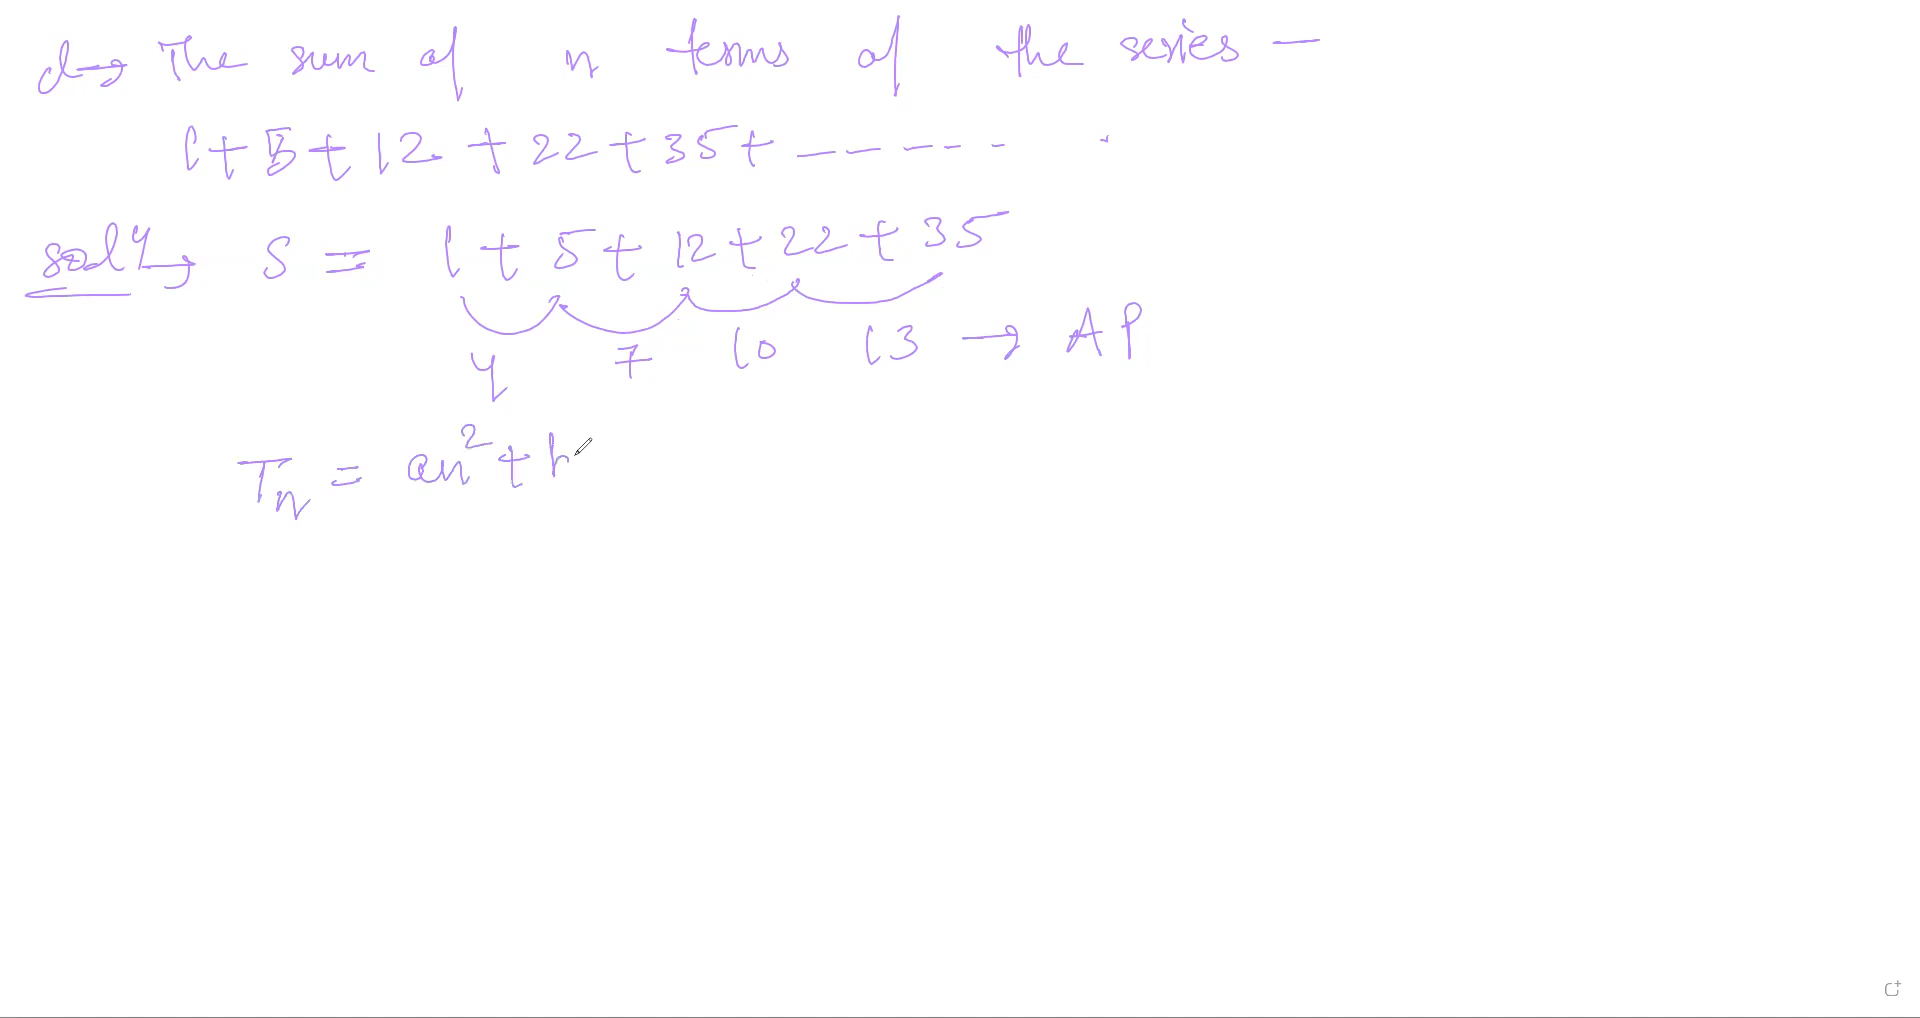 Q→ The sum of n terms of the series —
1 + 5 + 12 + 22 + 35 + ------
solⁿ→ S = 1 + 5 + 12 + 22 + 35
4 7 10 13 → AP
Tn = an² + b